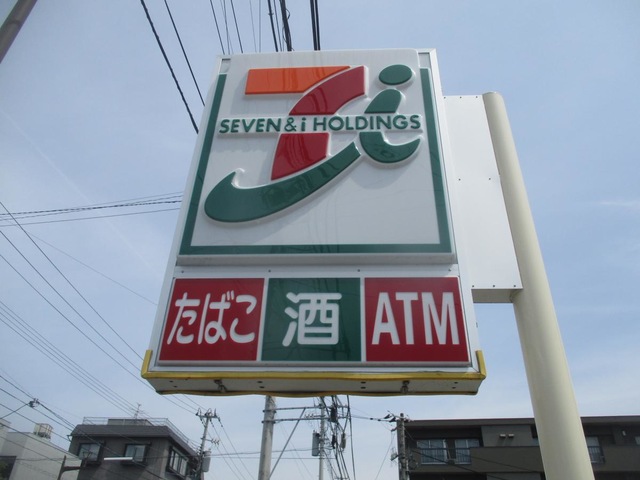 SEVEN & i HOLDINGS
たばこ 酒 ATM